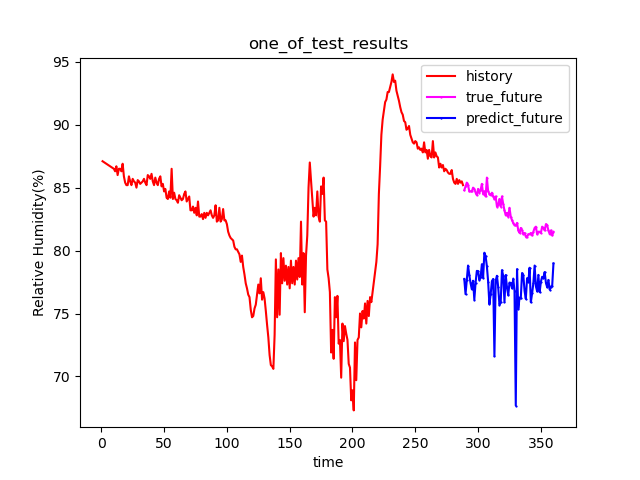 one_of_test_results
95
90
85
80
75
70
Relative Humidity(%)
history
true_future
predict_future
0
50
100
150
200
250
300
350
time